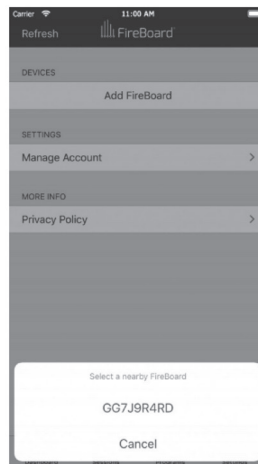 Carrier 11:00 AM
Refresh FireBoard
DEVICES
Add FireBoard
SETTINGS
Manage Account
MORE INFO
Privacy Policy
Select a nearby FireBoard
GG7J9R4RD
Cancel